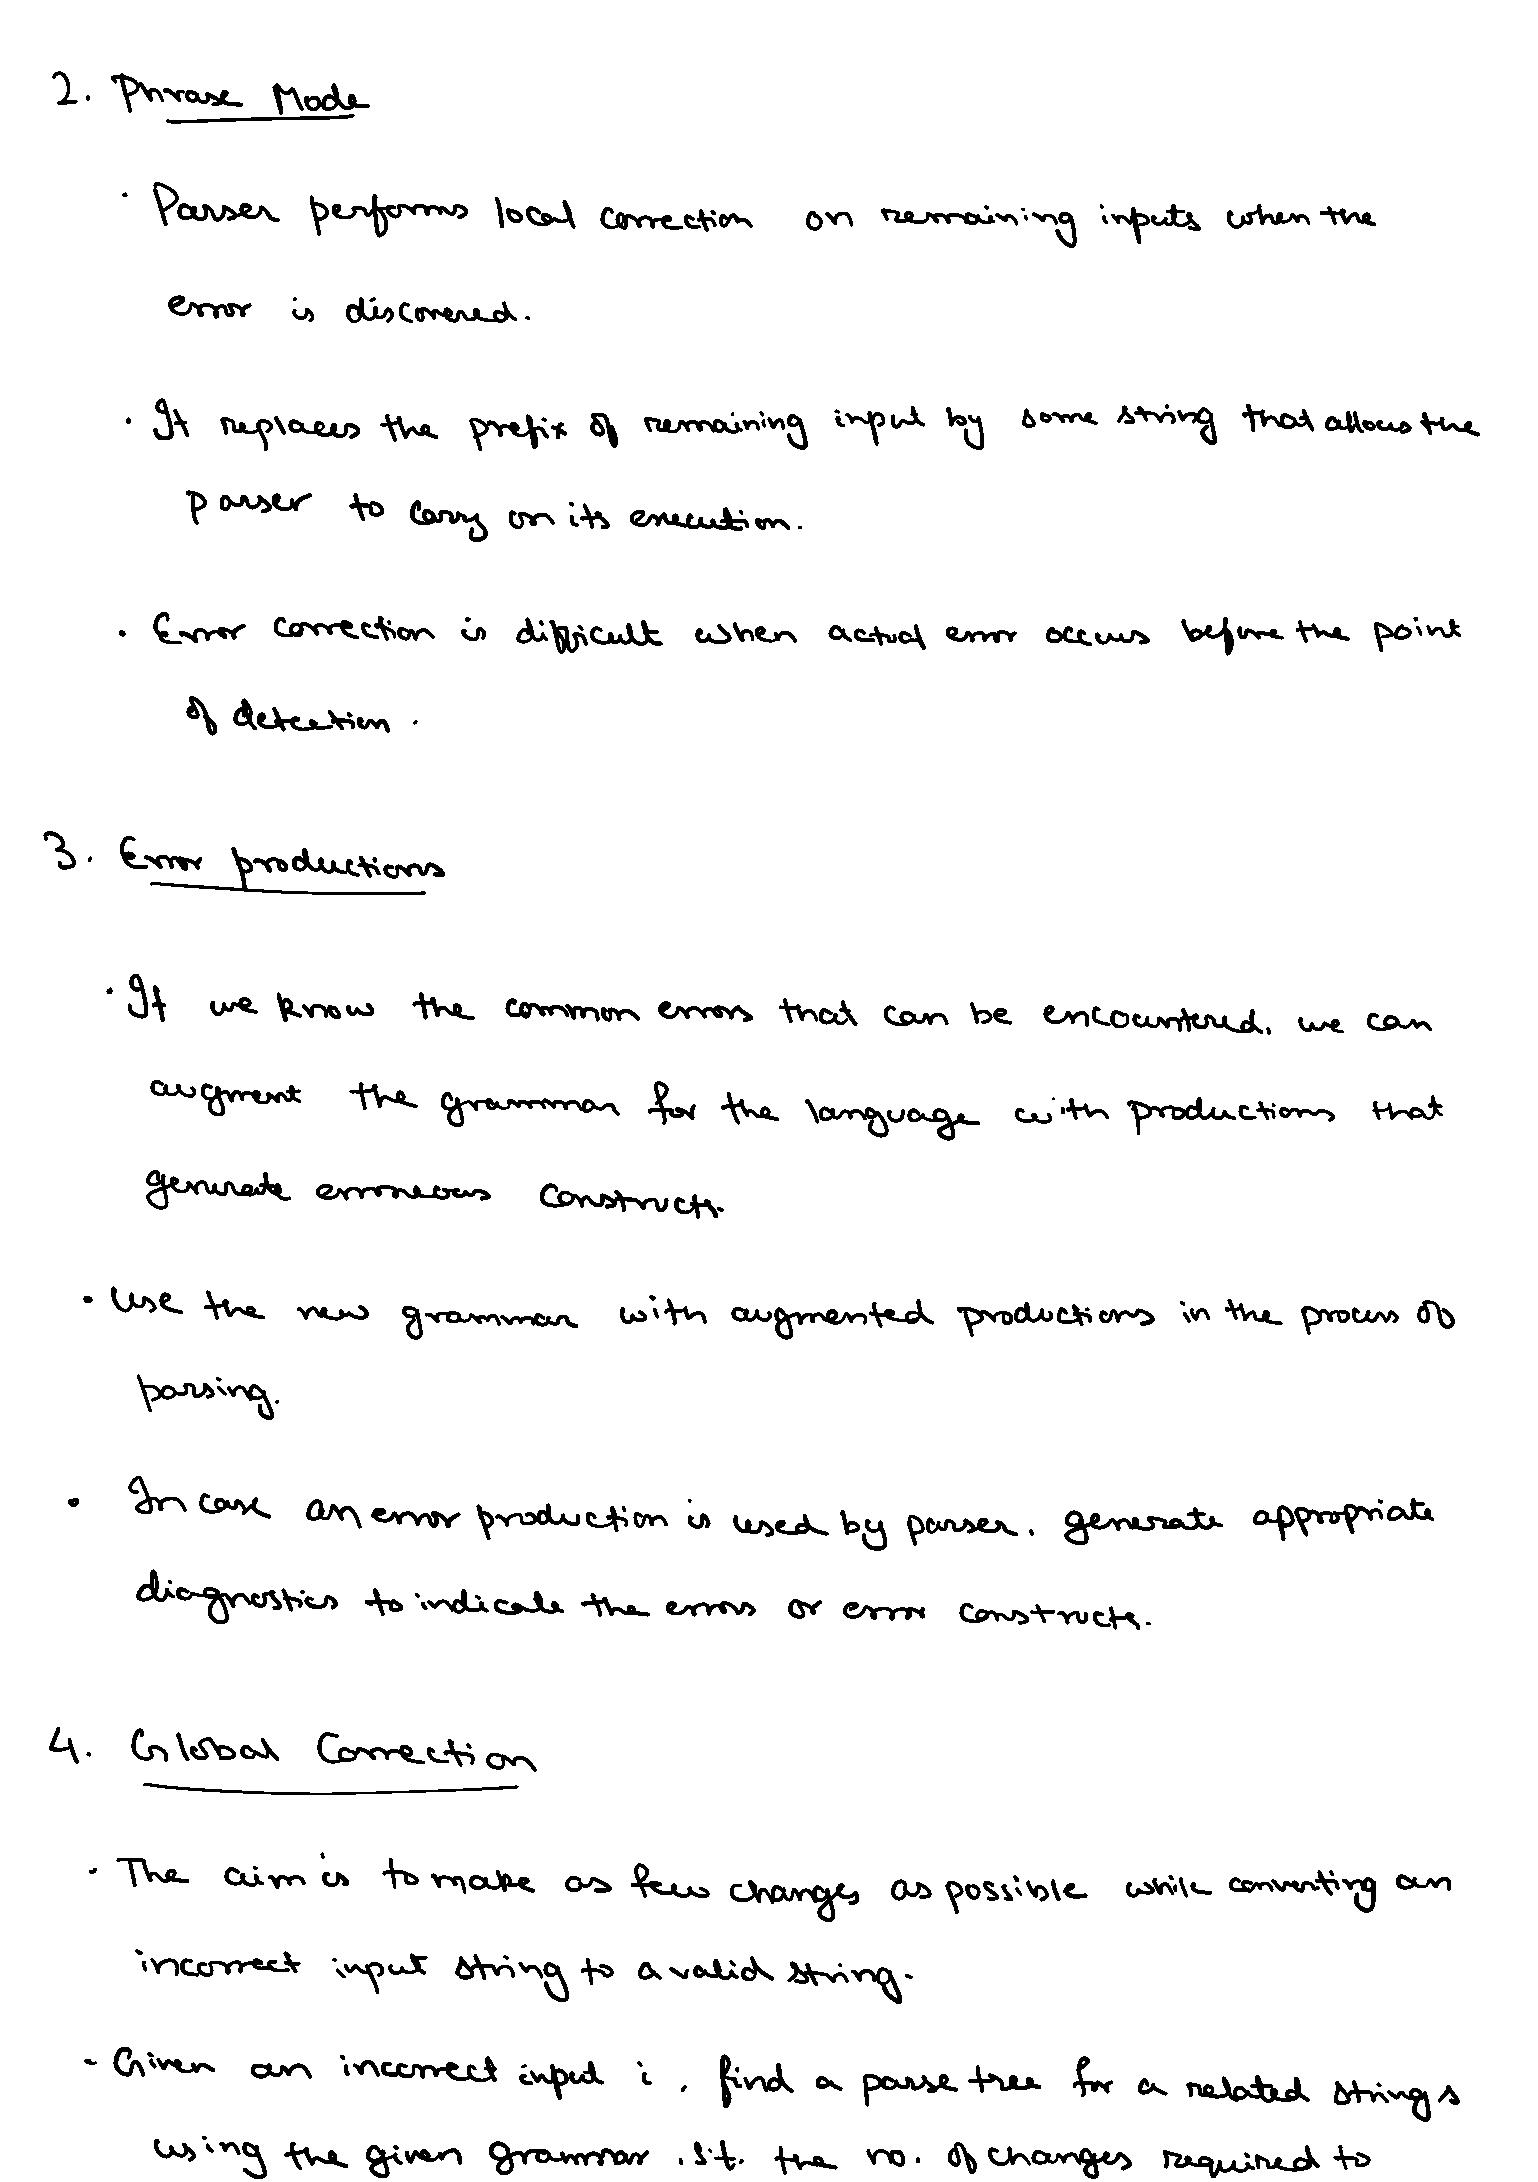 2. Phrase Mode
· Parser performs local correction on remaining inputs when the
error is discovered.
· It replaces the prefix of remaining input by some string that allows the
parser to carry on its execution.
· Error correction is difficult when actual error occurs before the point
of detection.
3. Error productions
· If we know the common errors that can be encountered, we can
augment the grammar for the language with productions that
generate erroneous constructs.
· Use the new grammar with augmented productions in the process of
parsing.
· In case an error production is used by parser, generate appropriate
diagnostics to indicate the errors or error constructs.
4. Global Correction
· The aim is to make as few changes as possible while converting an
incorrect input string to a valid string.
- Given an incorrect input i, find a parse tree for a related string s
using the given grammar, s.t. the no. of changes required to